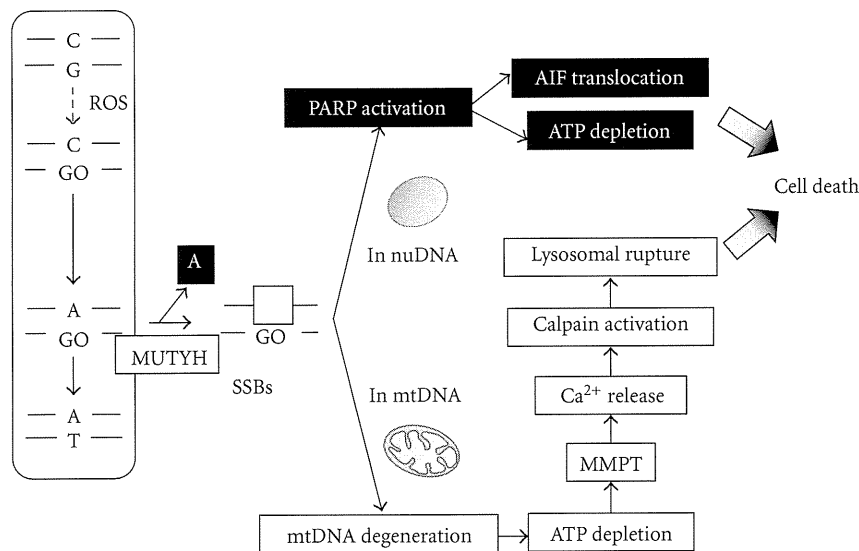 C
G
ROS
C
GO
A
GO
A
T
A
MUTYH
GO
SSBs
PARP activation
AIF translocation
ATP depletion
In nuDNA
In mtDNA
mtDNA degeneration
ATP depletion
MMPT
Ca²⁺ release
Calpain activation
Lysosomal rupture
Cell death